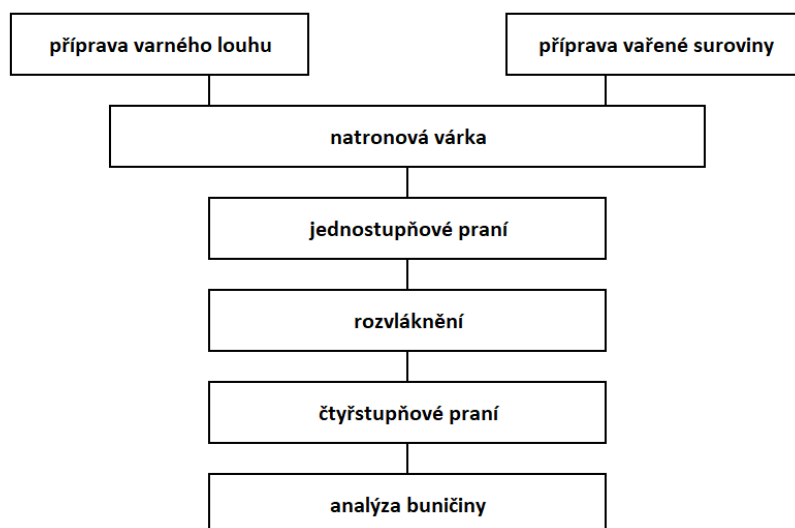 příprava varného louhu
příprava vařené suroviny
natronová várka
jednostupňové praní
rozvláknění
čtyřstupňové praní
analýza buničiny